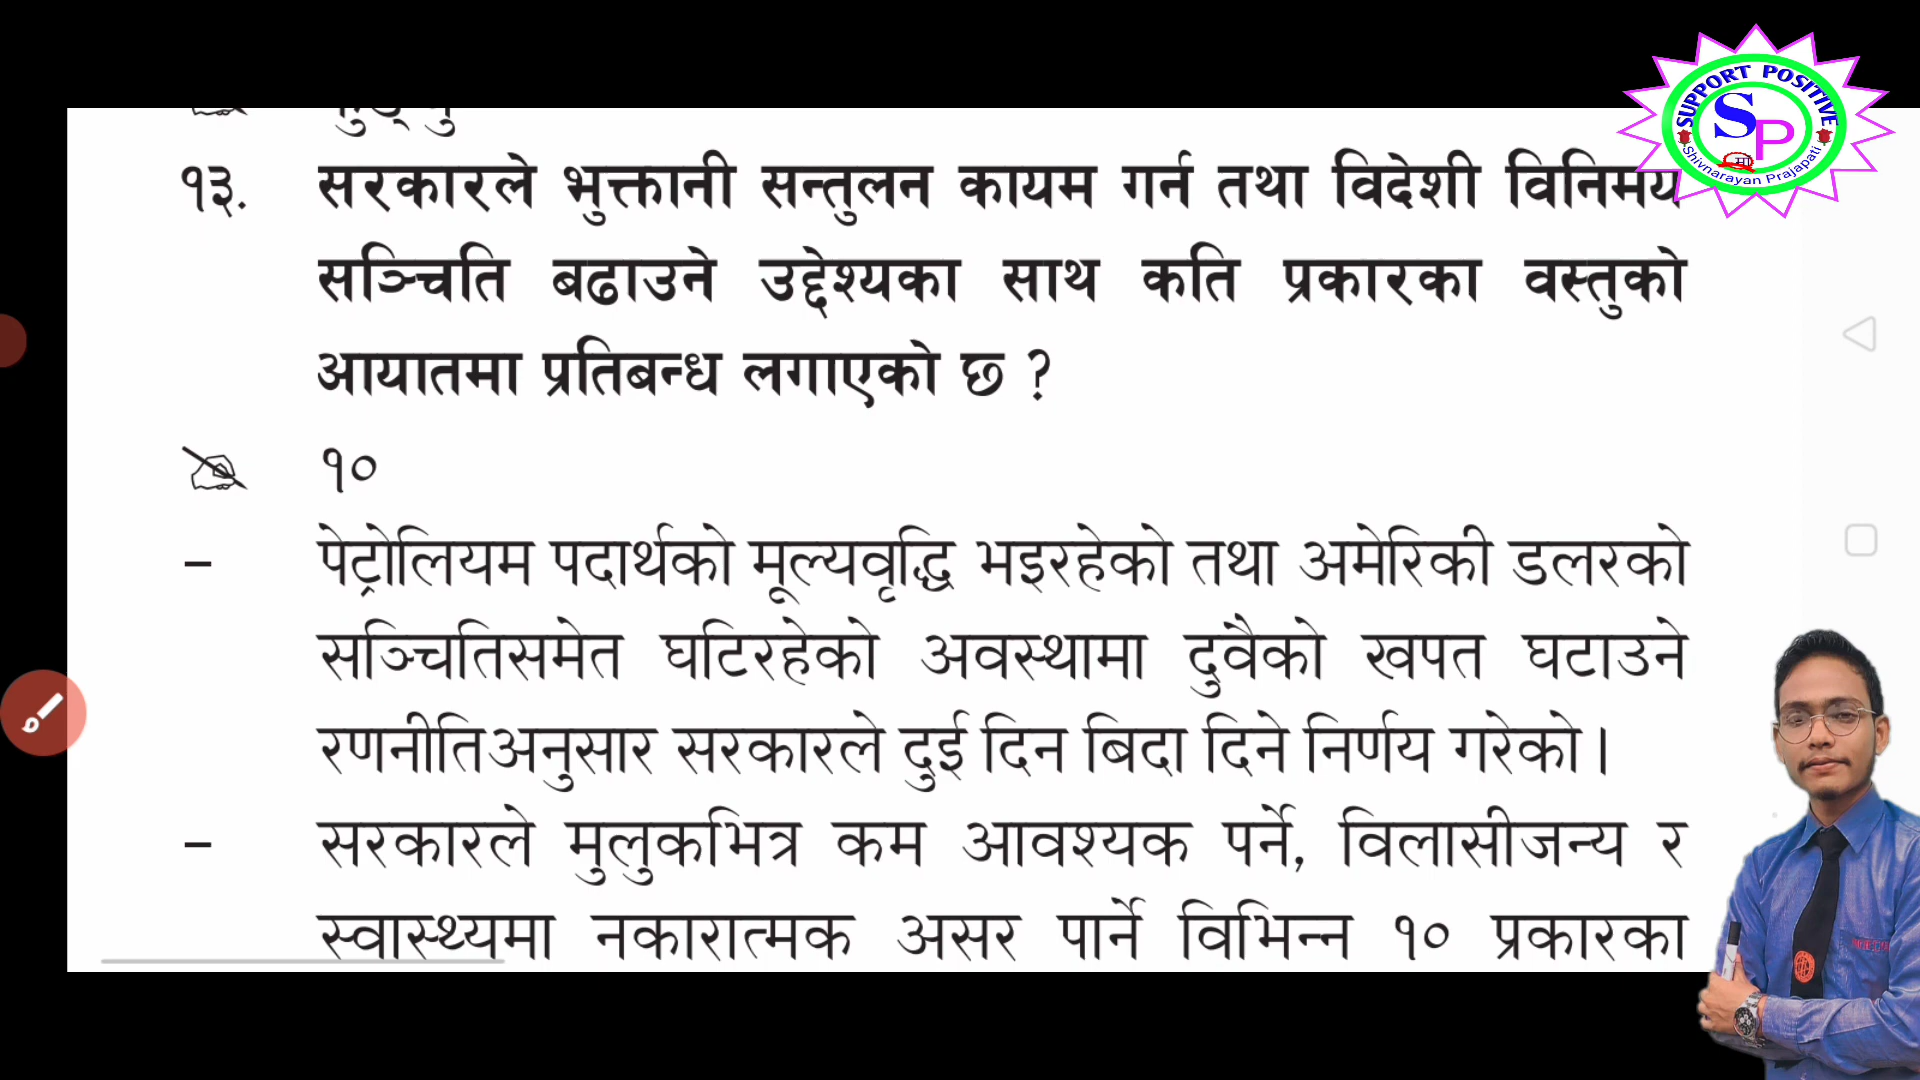 SUPPORT POSITIVE
SP
मा
Shivnarayan Prajapati
१३. सरकारले भुक्तानी सन्तुलन कायम गर्न तथा विदेशी विनिमय
सञ्चिति बढाउने उद्देश्यका साथ कति प्रकारका वस्तुको
आयातमा प्रतिबन्ध लगाएको छ ?
१०
– पेट्रोलियम पदार्थको मूल्यवृद्धि भइरहेको तथा अमेरिकी डलरको
सञ्चितिसमेत घटिरहेको अवस्थामा दुवैको खपत घटाउने
रणनीतिअनुसार सरकारले दुई दिन बिदा दिने निर्णय गरेको।
– सरकारले मुलुकभित्र कम आवश्यक पर्ने, विलासीजन्य र
स्वास्थ्यमा नकारात्मक असर पार्ने विभिन्न १० प्रकारका